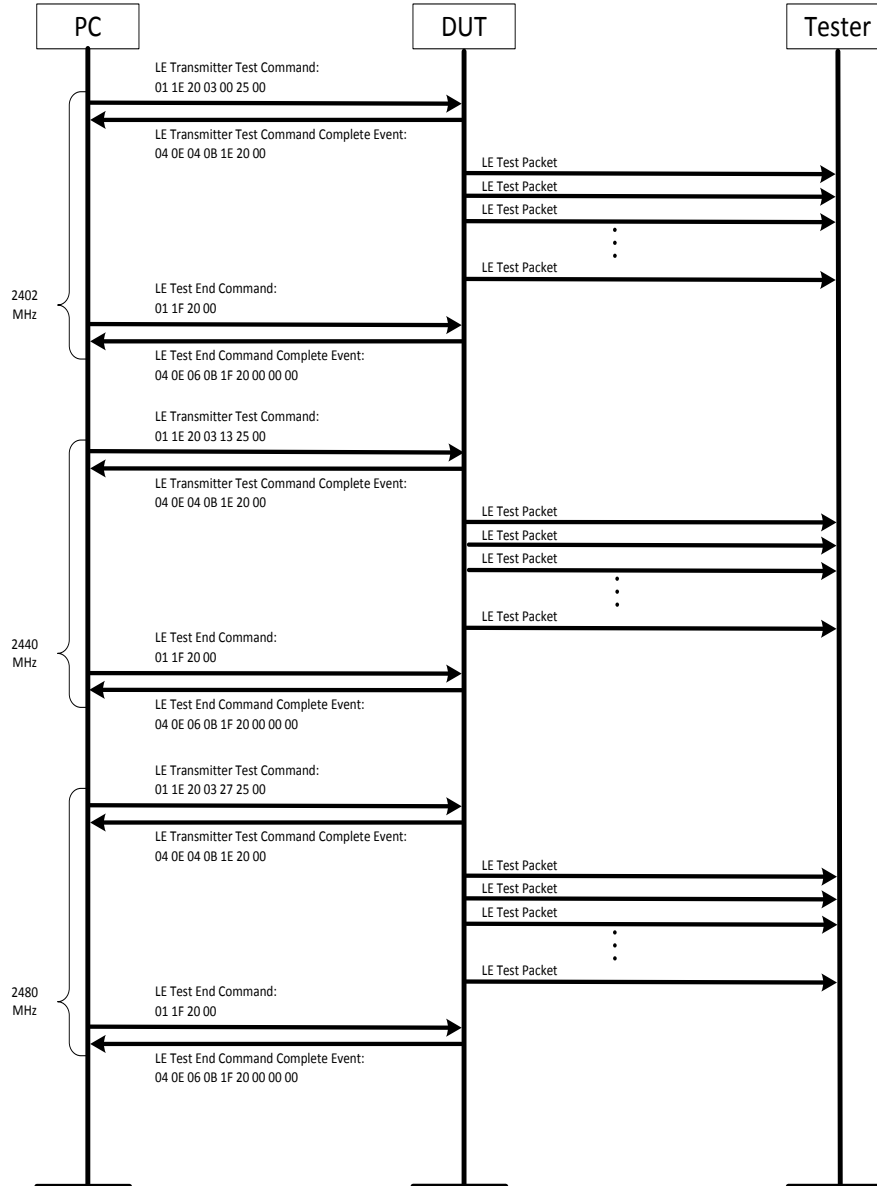 PC
DUT
Tester
LE Transmitter Test Command:
01 1E 20 03 00 25 00
LE Transmitter Test Command Complete Event:
04 0E 04 0B 1E 20 00
LE Test Packet
LE Test Packet
LE Test Packet
LE Test Packet
2402
MHz
LE Test End Command:
01 1F 20 00
LE Test End Command Complete Event:
04 0E 06 0B 1F 20 00 00 00
LE Transmitter Test Command:
01 1E 20 03 13 25 00
LE Transmitter Test Command Complete Event:
04 0E 04 0B 1E 20 00
LE Test Packet
LE Test Packet
LE Test Packet
LE Test Packet
2440
MHz
LE Test End Command:
01 1F 20 00
LE Test End Command Complete Event:
04 0E 06 0B 1F 20 00 00 00
LE Transmitter Test Command:
01 1E 20 03 27 25 00
LE Transmitter Test Command Complete Event:
04 0E 04 0B 1E 20 00
LE Test Packet
LE Test Packet
LE Test Packet
LE Test Packet
2480
MHz
LE Test End Command:
01 1F 20 00
LE Test End Command Complete Event:
04 0E 06 0B 1F 20 00 00 00